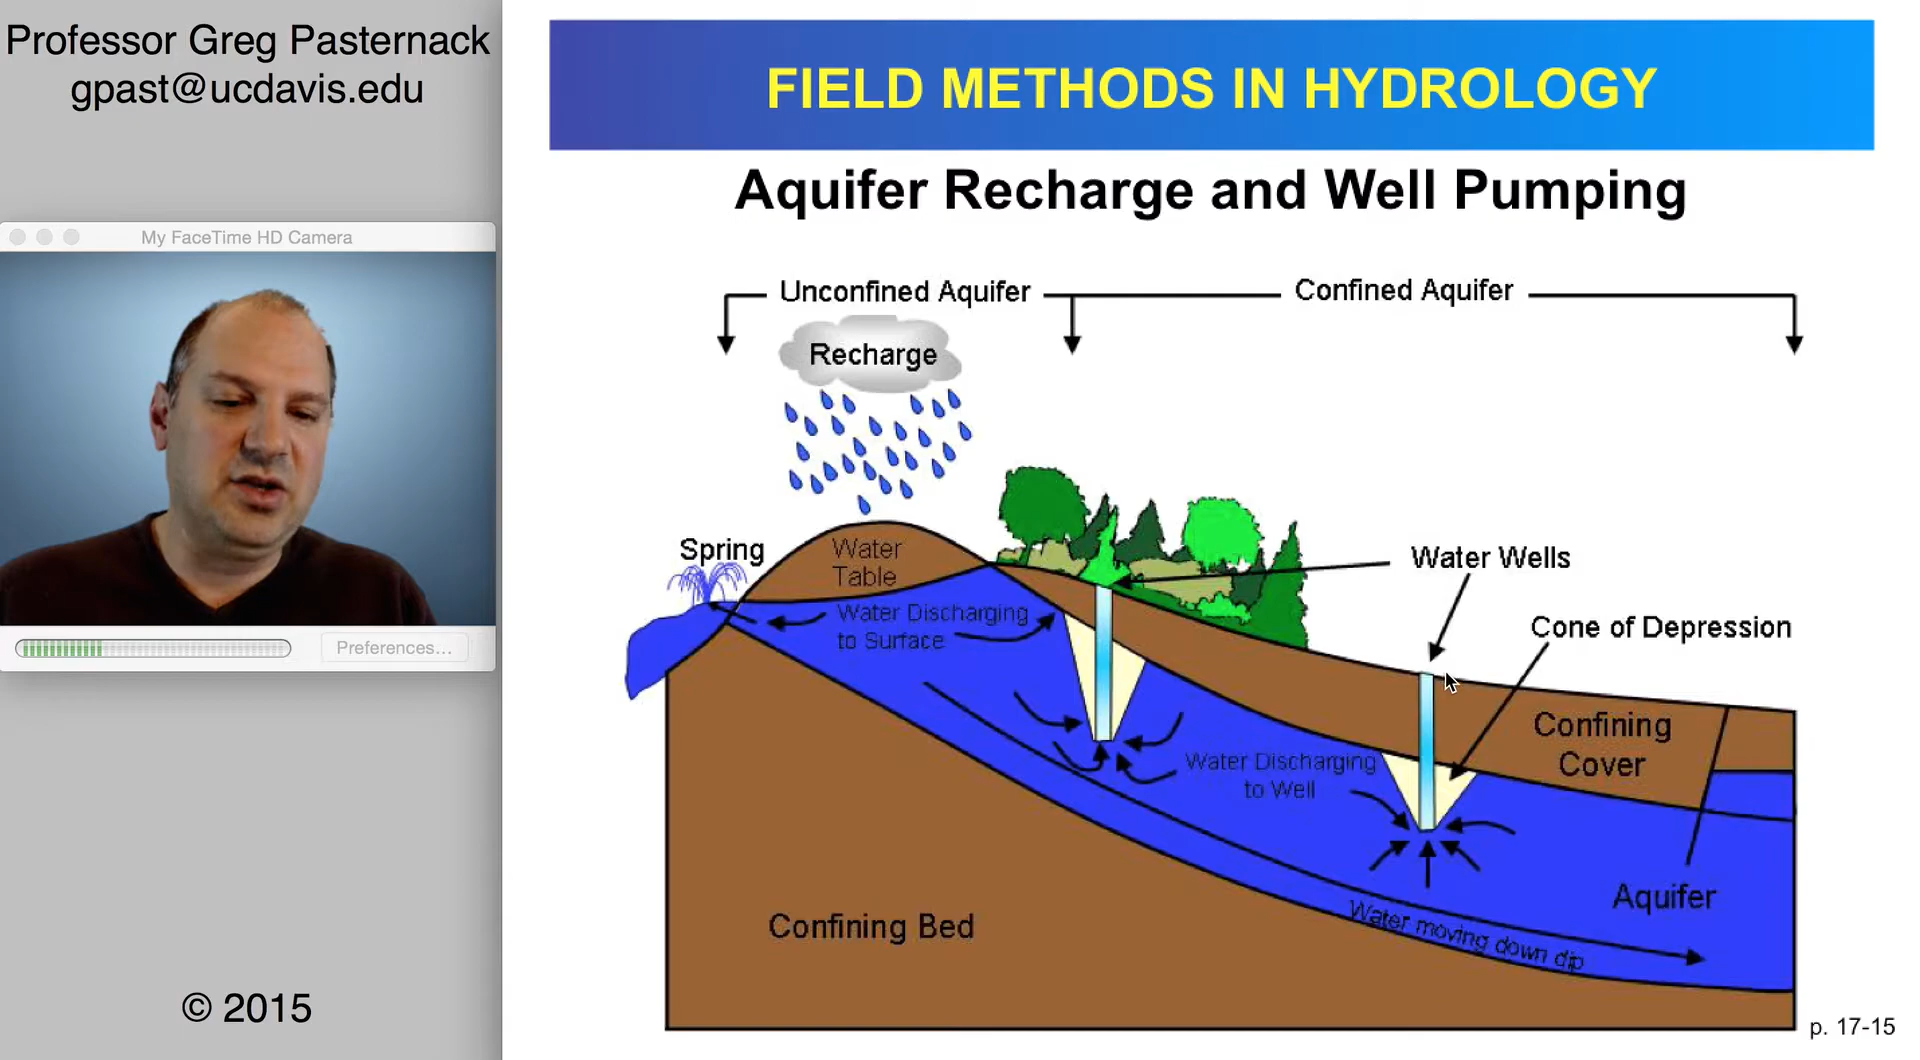 Professor Greg Pasternack
gpast@ucdavis.edu
My FaceTime HD Camera
Preferences...
© 2015
FIELD METHODS IN HYDROLOGY
Aquifer Recharge and Well Pumping
Unconfined Aquifer
Confined Aquifer
Recharge
Spring
Water
Table
Water Discharging
to Surface
Water Wells
Cone of Depression
Confining
Cover
Water Discharging
to Well
Aquifer
Confining Bed
Water moving down dip
p. 17-15